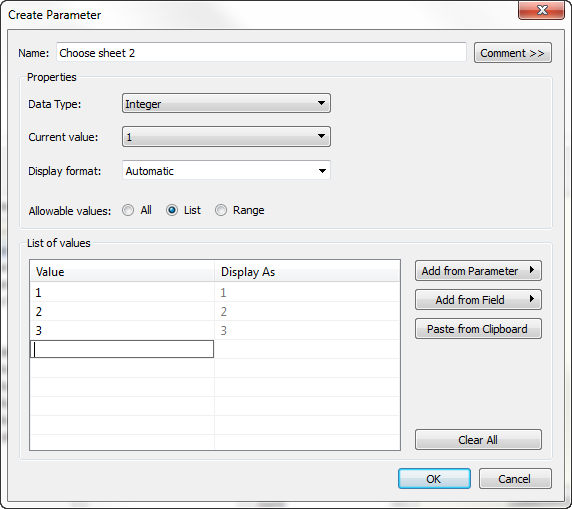 Create Parameter
Name: Choose sheet 2 Comment >>
Properties
Data Type: Integer
Current value: 1
Display format: Automatic
Allowable values: All List Range
List of values
Value Display As Add from Parameter
1 1
2 2 Add from Field
3 3 Paste from Clipboard
Clear All
OK Cancel